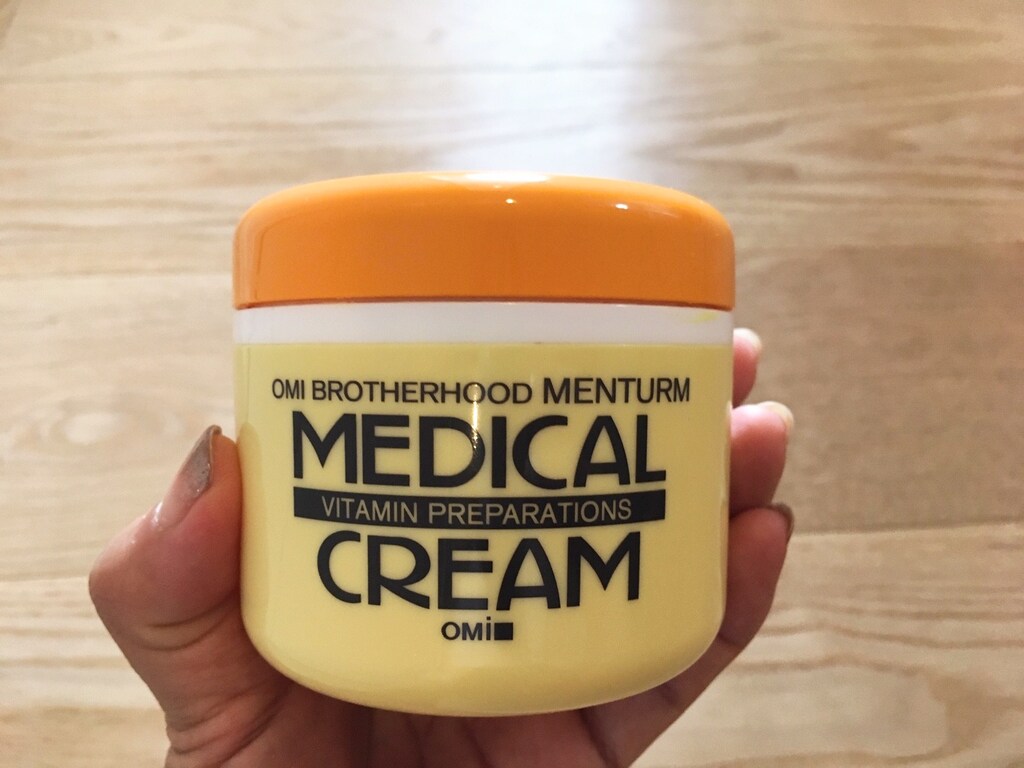 OMI BROTHERHOOD MENTURM
MEDICAL
VITAMIN PREPARATIONS
CREAM
OMI